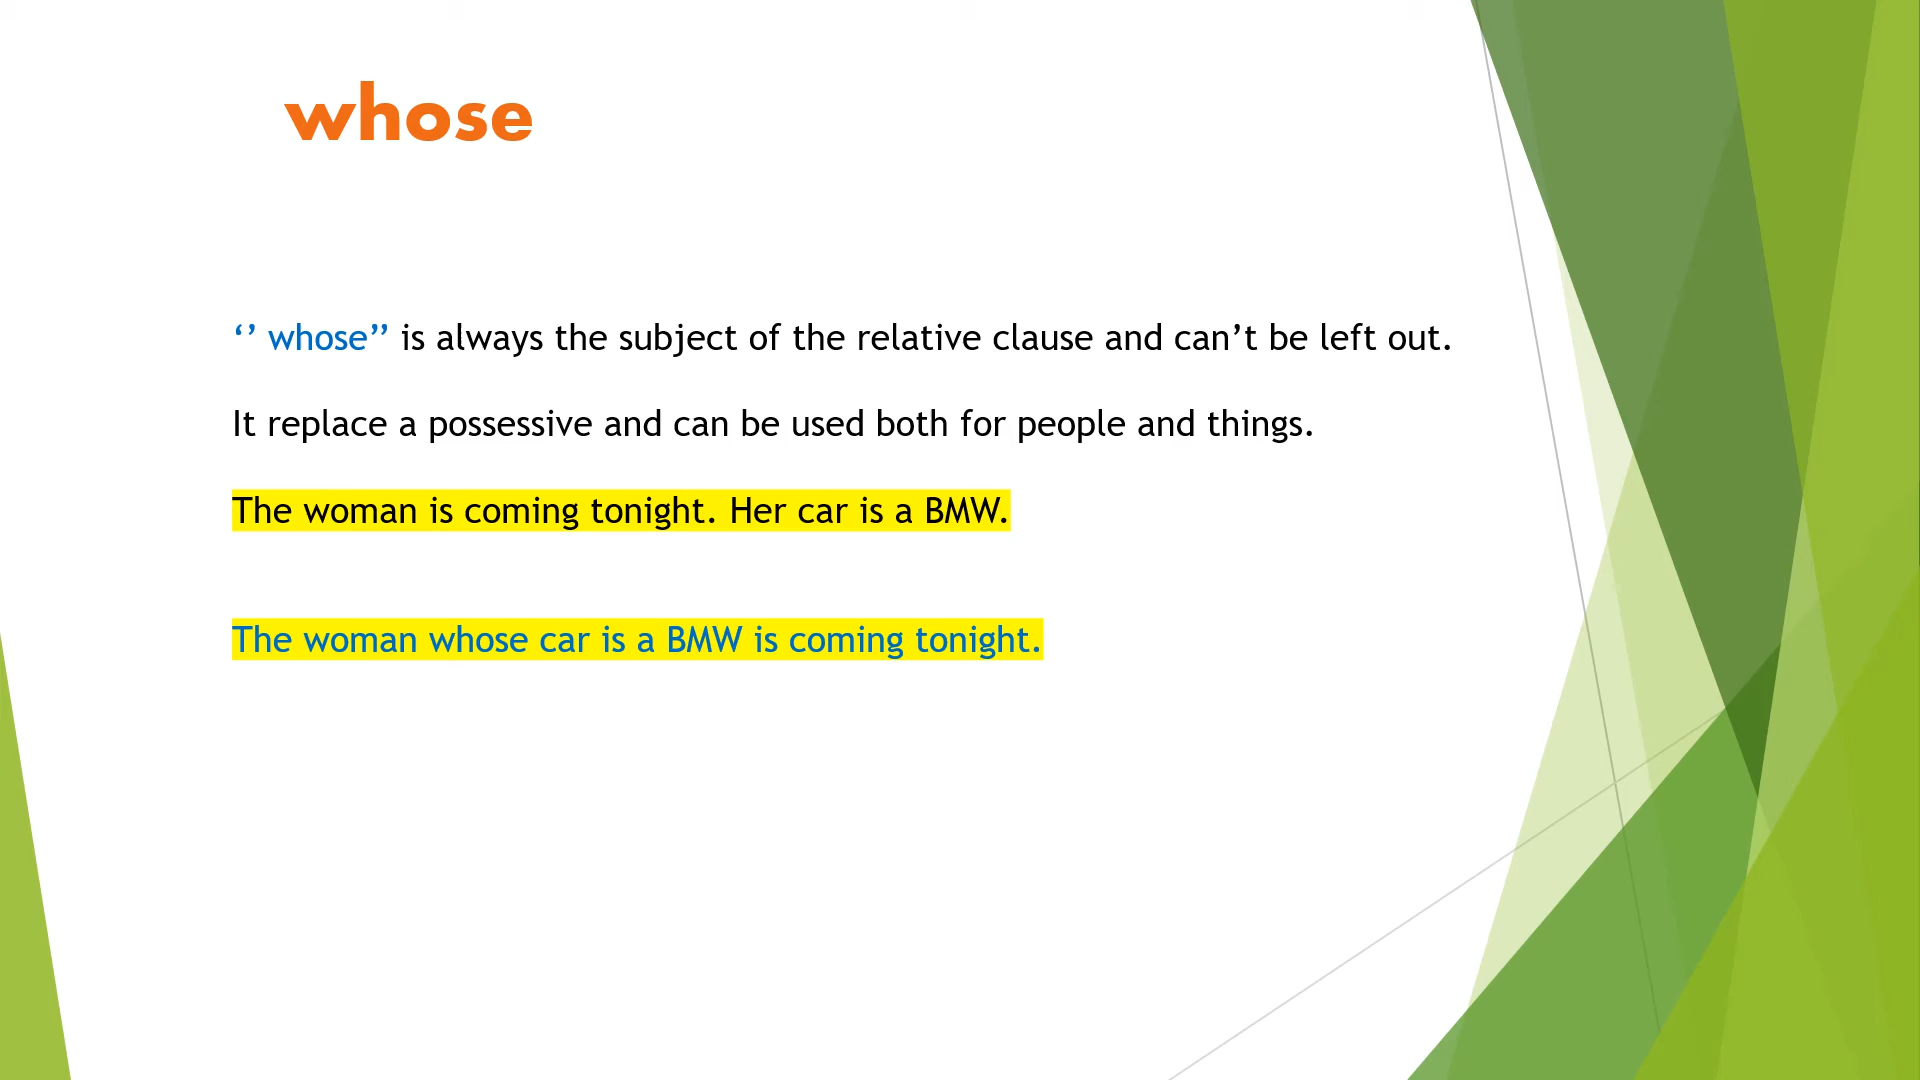 whose
‘’ whose’’ is always the subject of the relative clause and can’t be left out.
It replace a possessive and can be used both for people and things.
The woman is coming tonight. Her car is a BMW.
The woman whose car is a BMW is coming tonight.